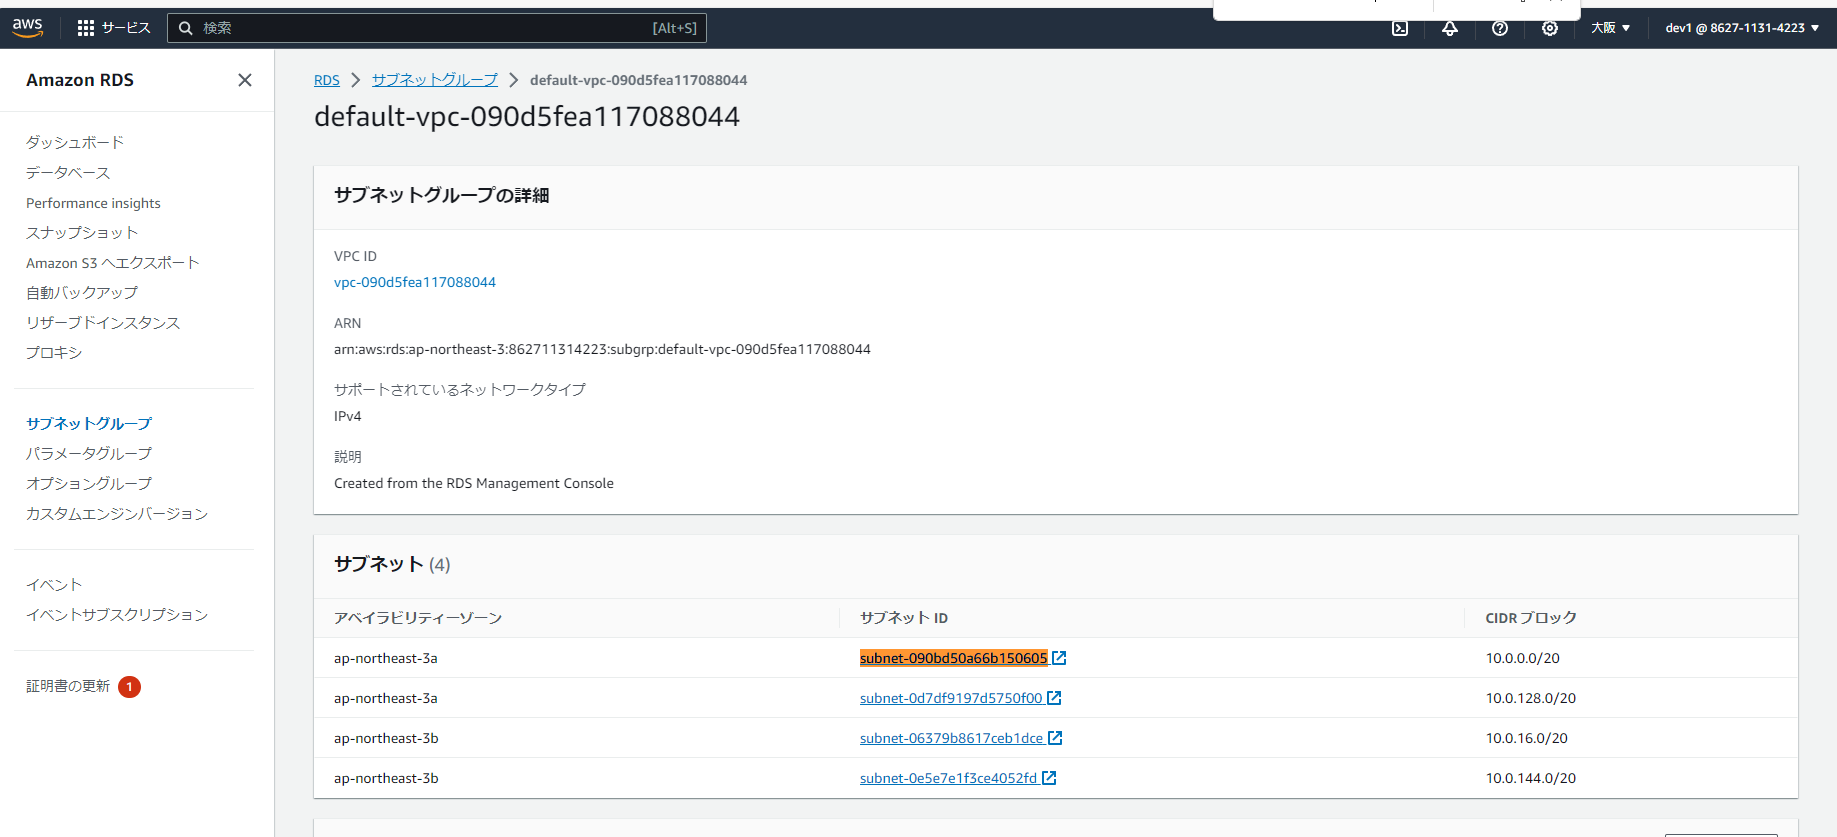 aws サービス 検索 [Alt+S] 大阪 ▼ dev1 @ 8627-1131-4223 ▼
Amazon RDS
ダッシュボード
データベース
Performance insights
スナップショット
Amazon S3 へエクスポート
自動バックアップ
リザーブドインスタンス
プロキシ
サブネットグループ
パラメータグループ
オプショングループ
カスタムエンジンバージョン
イベント
イベントサブスクリプション
証明書の更新 1
RDS > サブネットグループ > default-vpc-090d5fea117088044
default-vpc-090d5fea117088044
サブネットグループの詳細
VPC ID
vpc-090d5fea117088044
ARN
arn:aws:rds:ap-northeast-3:862711314223:subgrp:default-vpc-090d5fea117088044
サポートされているネットワークタイプ
IPv4
説明
Created from the RDS Management Console
サブネット (4)
アベイラビリティーゾーン サブネット ID CIDR ブロック
ap-northeast-3a subnet-090bd50a66b150605 10.0.0.0/20
ap-northeast-3a subnet-0d7df9197d5750f00 10.0.128.0/20
ap-northeast-3b subnet-06379b8617ceb1dce 10.0.16.0/20
ap-northeast-3b subnet-0e5e7e1f3ce4052fd 10.0.144.0/20